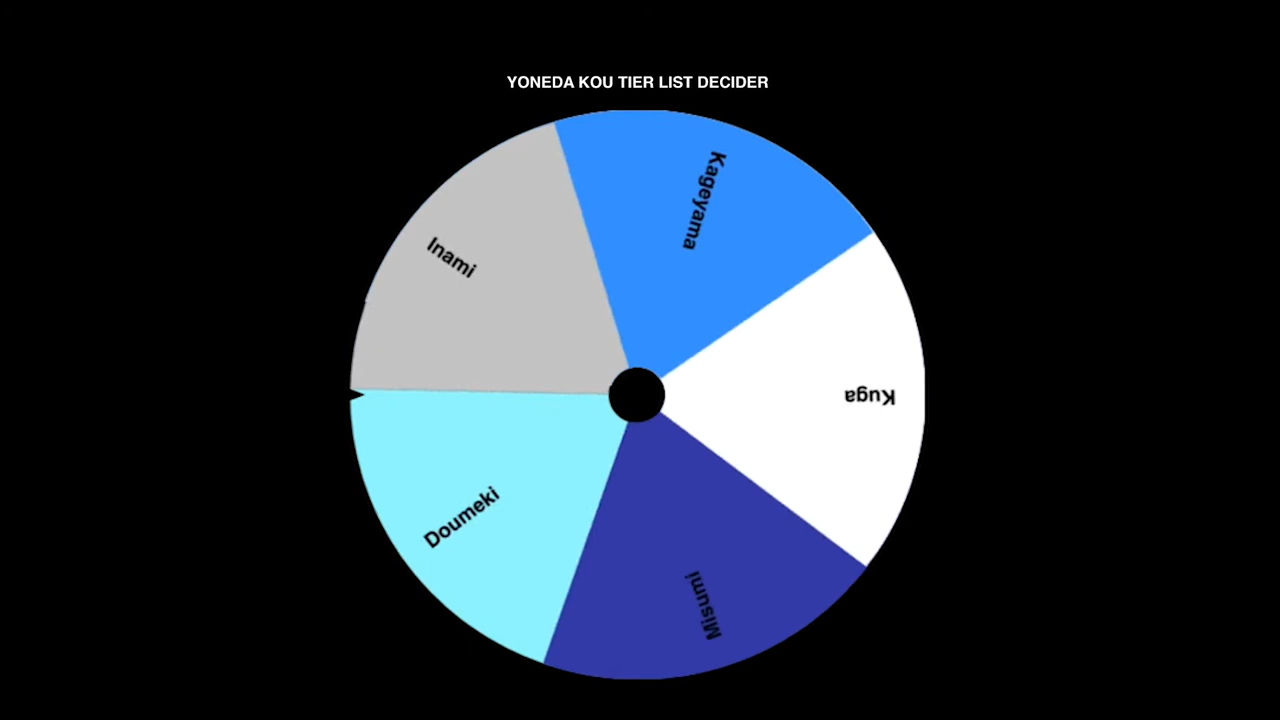 YONEDA KOU TIER LIST DECIDER
Kageyama
Inami
Kuga
Doumeki
Misumi